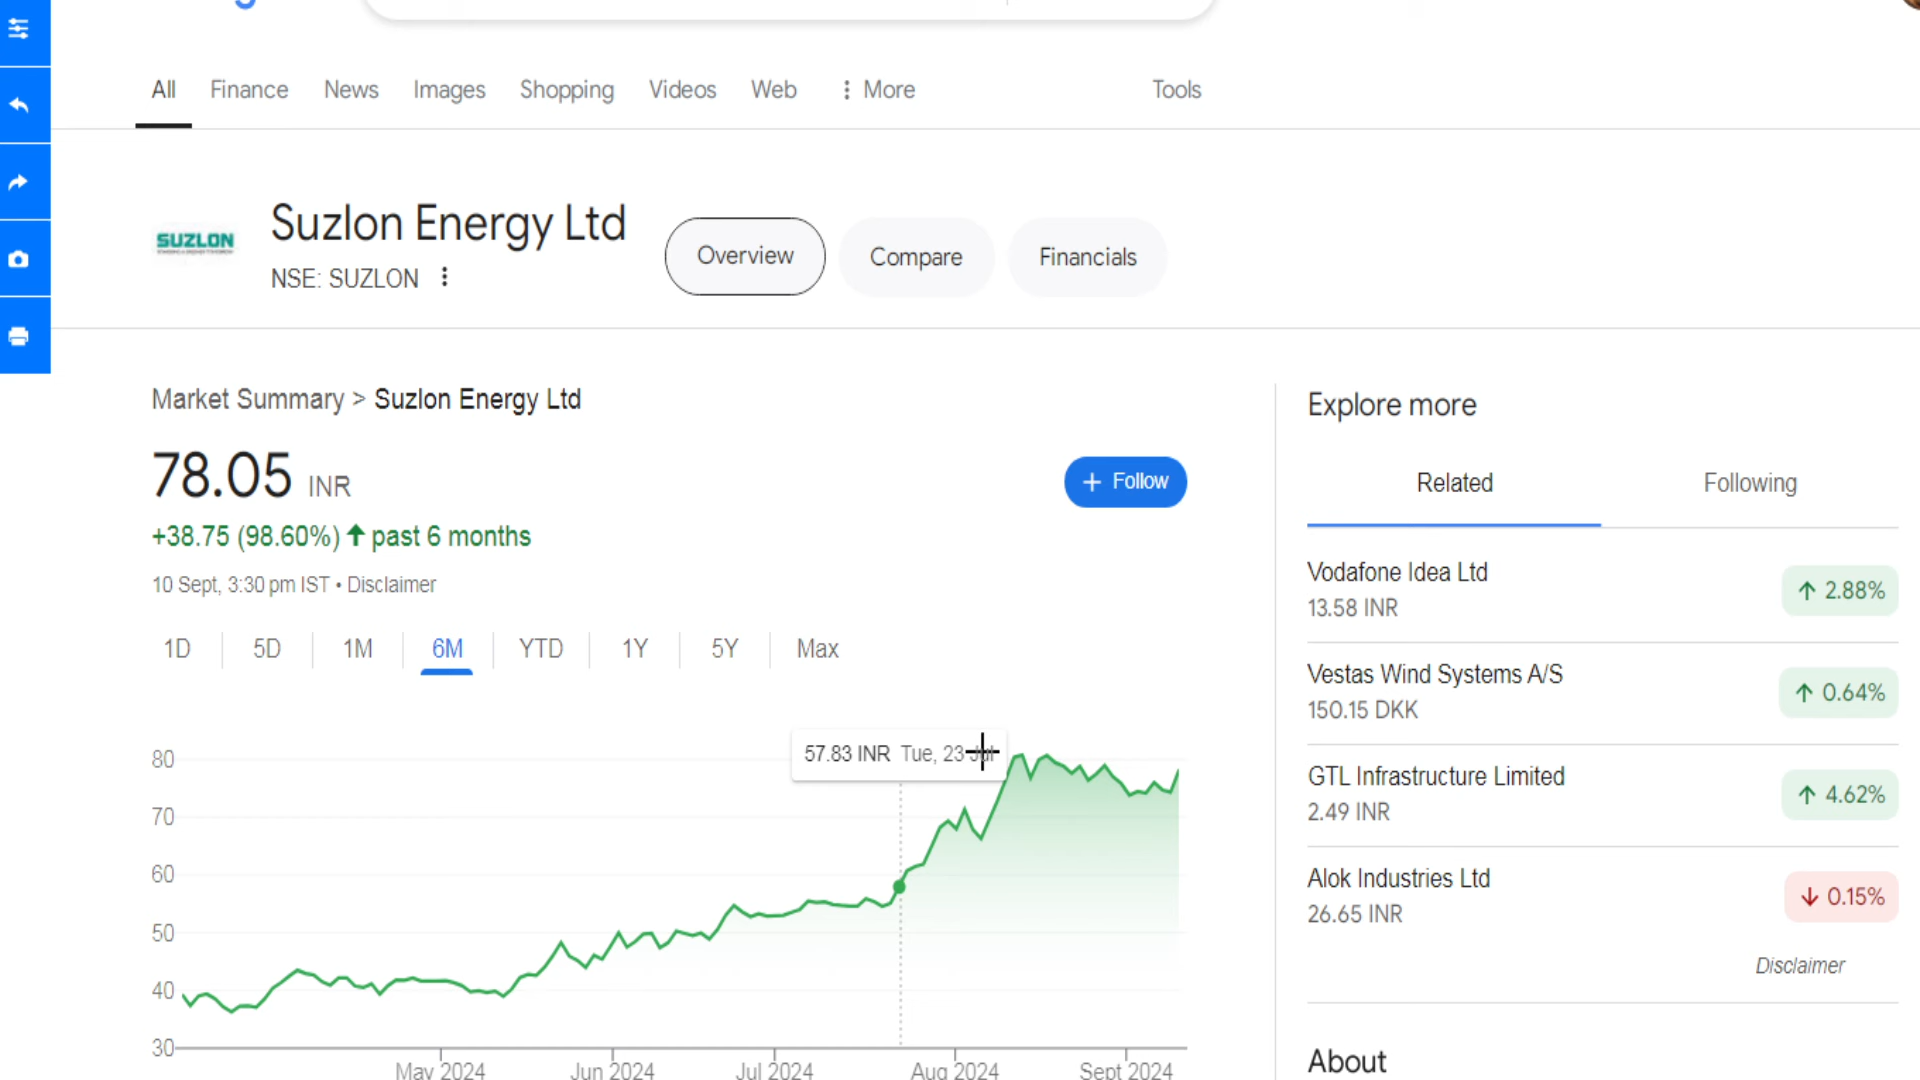 All Finance News Images Shopping Videos Web More Tools
SUZLON
Suzlon Energy Ltd
NSE: SUZLON
Overview Compare Financials
Market Summary > Suzlon Energy Ltd
78.05 INR
+ Follow
+38.75 (98.60%) ↑ past 6 months
10 Sept, 3:30 pm IST • Disclaimer
1D 5D 1M 6M YTD 1Y 5Y Max
57.83 INR Tue, 23 Jul
80
70
60
50
40
30
May 2024 Jun 2024 Jul 2024 Aug 2024 Sept 2024
Explore more
Related Following
Vodafone Idea Ltd
13.58 INR
↑ 2.88%
Vestas Wind Systems A/S
150.15 DKK
↑ 0.64%
GTL Infrastructure Limited
2.49 INR
↑ 4.62%
Alok Industries Ltd
26.65 INR
↓ 0.15%
Disclaimer
About